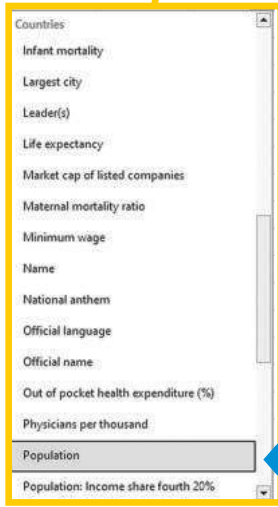 Countries
Infant mortality
Largest city
Leader(s)
Life expectancy
Market cap of listed companies
Maternal mortality ratio
Minimum wage
Name
National anthem
Official language
Official name
Out of pocket health expenditure (%)
Physicians per thousand
Population
Population: Income share fourth 20%